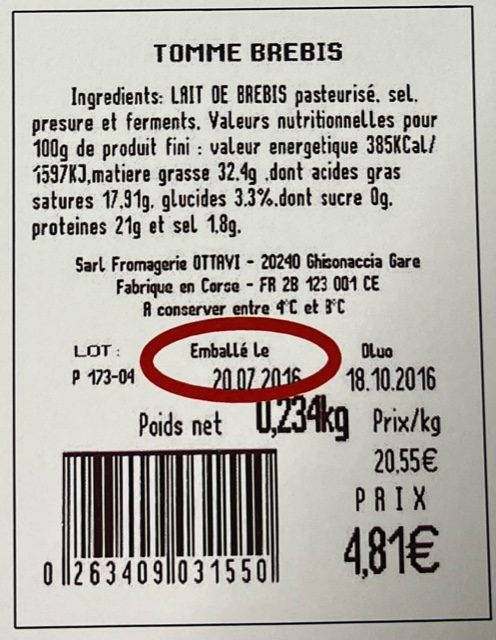 TOMME BREBIS
Ingredients: LAIT DE BREBIS pasteurisé, sel,
presure et ferments. Valeurs nutritionnelles pour
100g de produit fini : valeur energetique 385KCal/
1597KJ,matiere grasse 32.4g ,dont acides gras
satures 17.91g, glucides 3.3%,dont sucre 0g,
proteines 21g et sel 1.8g.
Sarl Fromagerie OTTAVI - 20240 Ghisonaccia Gare
Fabrique en Corse - FR 2B 123 001 CE
A conserver entre 4°C et 8°C
LOT : Emballé Le DLuo
P 173-04 20.07.2016 18.10.2016
Poids net 0,234kg Prix/kg
20,55€
PRIX
4,81€
0 263409 031550